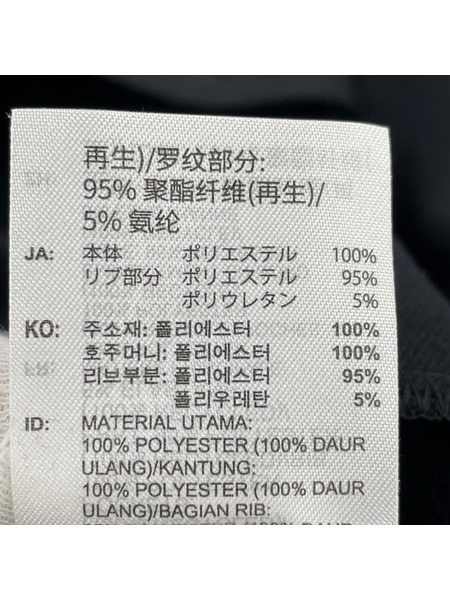 再生)/罗纹部分:
95% 聚酯纤维(再生)/
5% 氨纶
JA: 本体 ポリエステル 100%
リブ部分 ポリエステル 95%
ポリウレタン 5%
KO: 주소재: 폴리에스터 100%
호주머니: 폴리에스터 100%
리브부분: 폴리에스터 95%
폴리우레탄 5%
ID: MATERIAL UTAMA:
100% POLYESTER (100% DAUR
ULANG)/KANTUNG:
100% POLYESTER (100% DAUR
ULANG)/BAGIAN RIB: